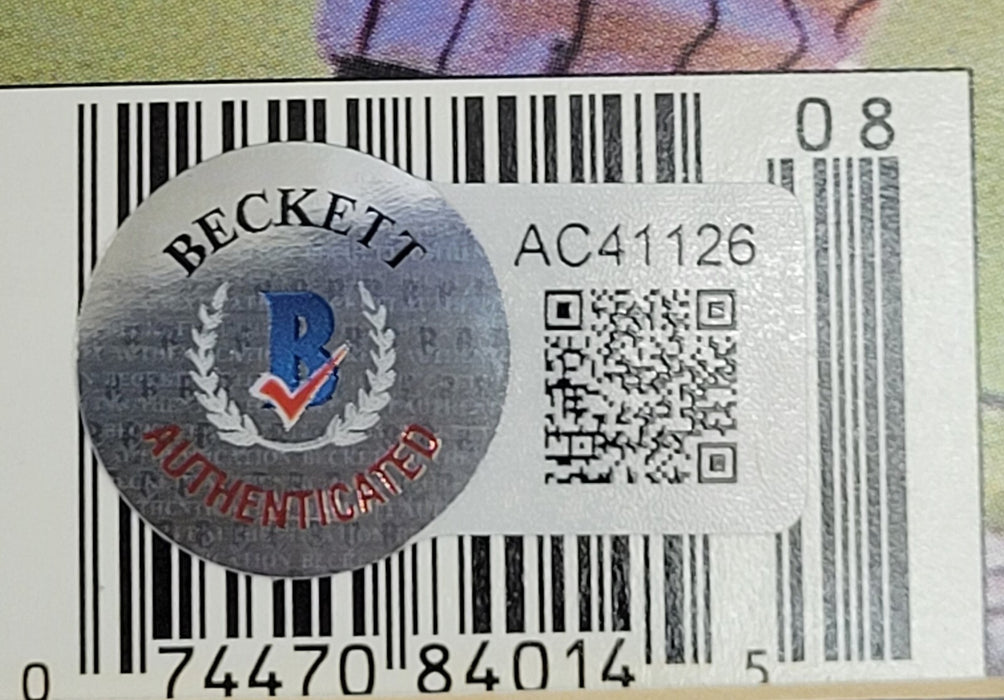 08
BECKETT
AC41126
B
AUTHENTICATED
0 74470 84014 5